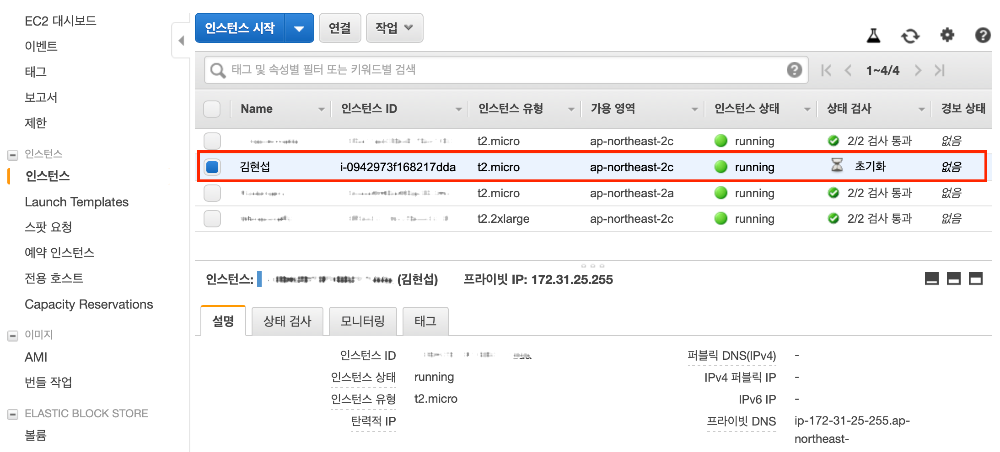 EC2 대시보드
이벤트
태그
보고서
제한
인스턴스
인스턴스
Launch Templates
스팟 요청
예약 인스턴스
전용 호스트
Capacity Reservations
이미지
AMI
번들 작업
ELASTIC BLOCK STORE
볼륨
인스턴스 시작 연결 작업
태그 및 속성별 필터 또는 키워드별 검색 1~4/4
Name 인스턴스 ID 인스턴스 유형 가용 영역 인스턴스 상태 상태 검사 경보 상태
t2.micro ap-northeast-2c running 2/2 검사 통과 없음
김현섭 i-0942973f168217dda t2.micro ap-northeast-2c running 초기화 없음
t2.micro ap-northeast-2a running 2/2 검사 통과 없음
t2.2xlarge ap-northeast-2c running 2/2 검사 통과 없음
인스턴스: (김현섭) 프라이빗 IP: 172.31.25.255
설명 상태 검사 모니터링 태그
인스턴스 ID
인스턴스 상태 running
인스턴스 유형 t2.micro
탄력적 IP
퍼블릭 DNS(IPv4) -
IPv4 퍼블릭 IP -
IPv6 IP -
프라이빗 DNS ip-172-31-25-255.ap-
northeast-